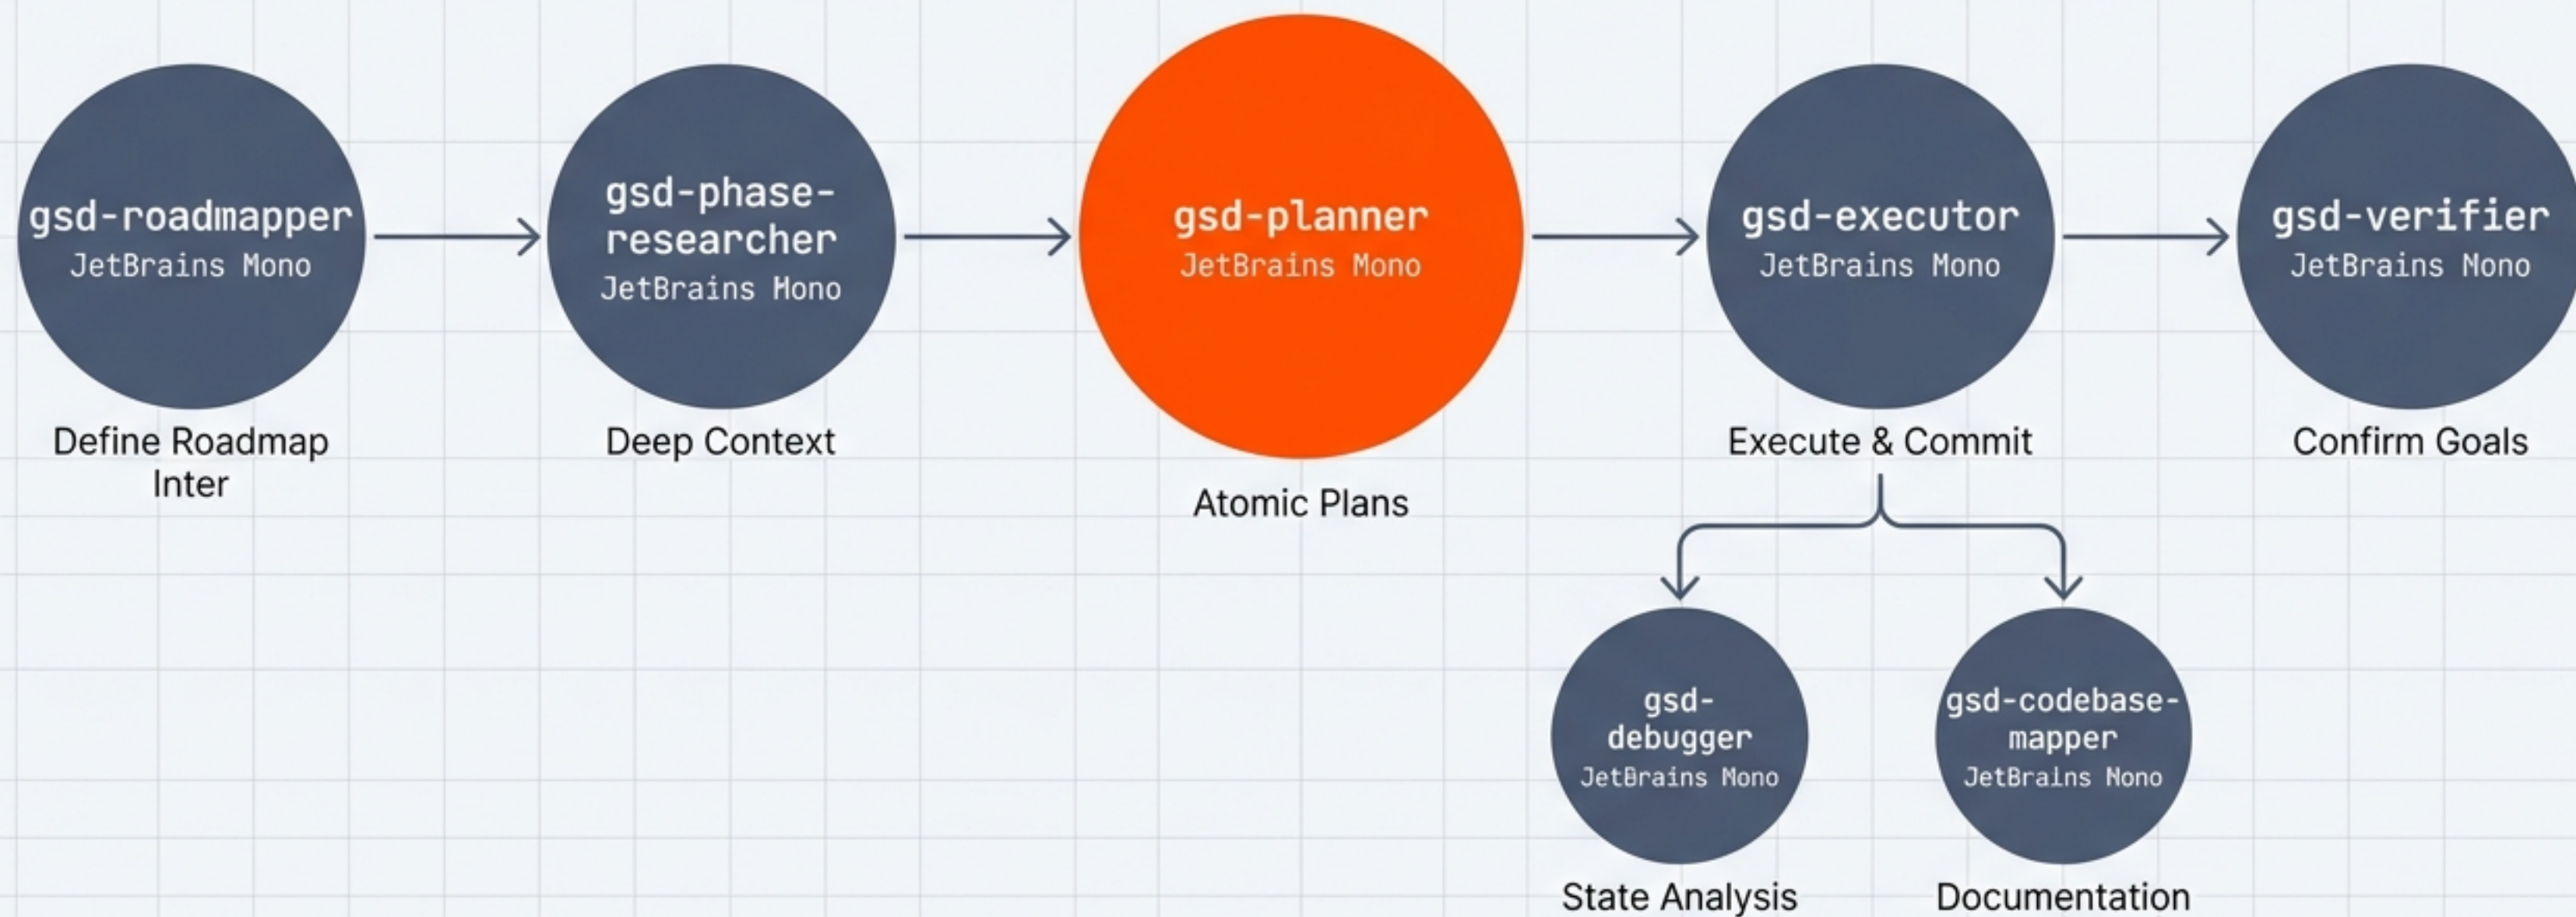 gsd-roadmapper
JetBrains Mono
Define Roadmap
Inter
gsd-phase-
researcher
JetBrains Mono
Deep Context
gsd-planner
JetBrains Mono
Atomic Plans
gsd-executor
JetBrains Mono
Execute & Commit
gsd-verifier
JetBrains Mono
Confirm Goals
gsd-
debugger
JetBrains Mono
State Analysis
gsd-codebase-
mapper
JetBrains Mono
Documentation